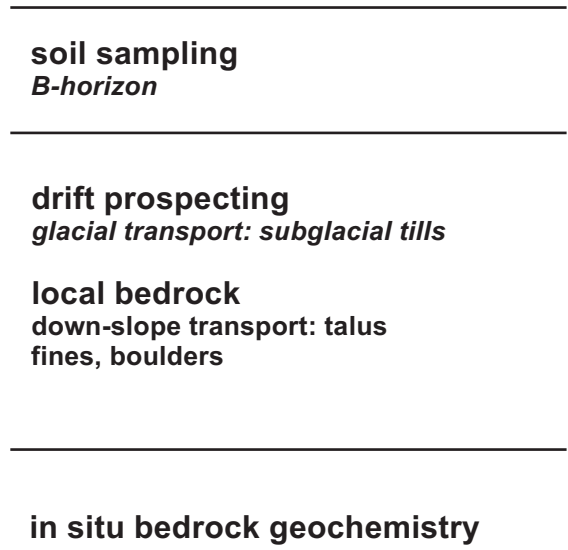 soil sampling
B-horizon
drift prospecting
glacial transport: subglacial tills
local bedrock
down-slope transport: talus
fines, boulders
in situ bedrock geochemistry